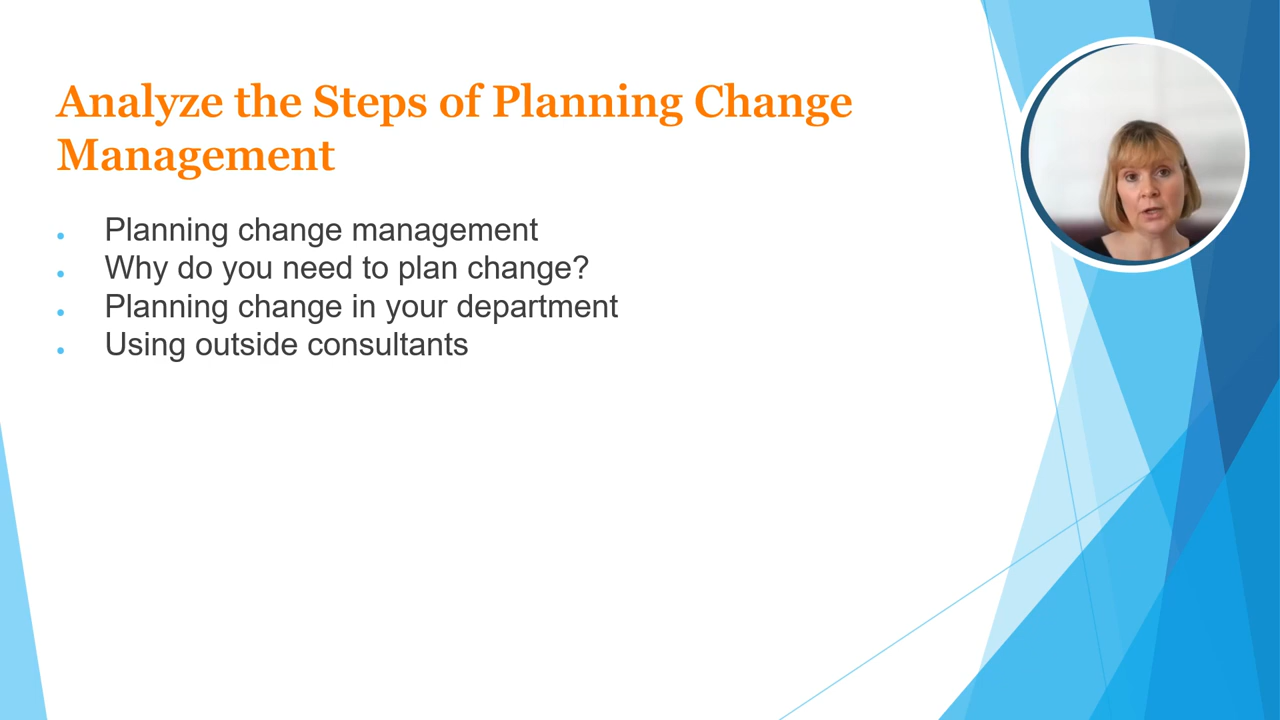 Analyze the Steps of Planning Change
Management
Planning change management
Why do you need to plan change?
Planning change in your department
Using outside consultants